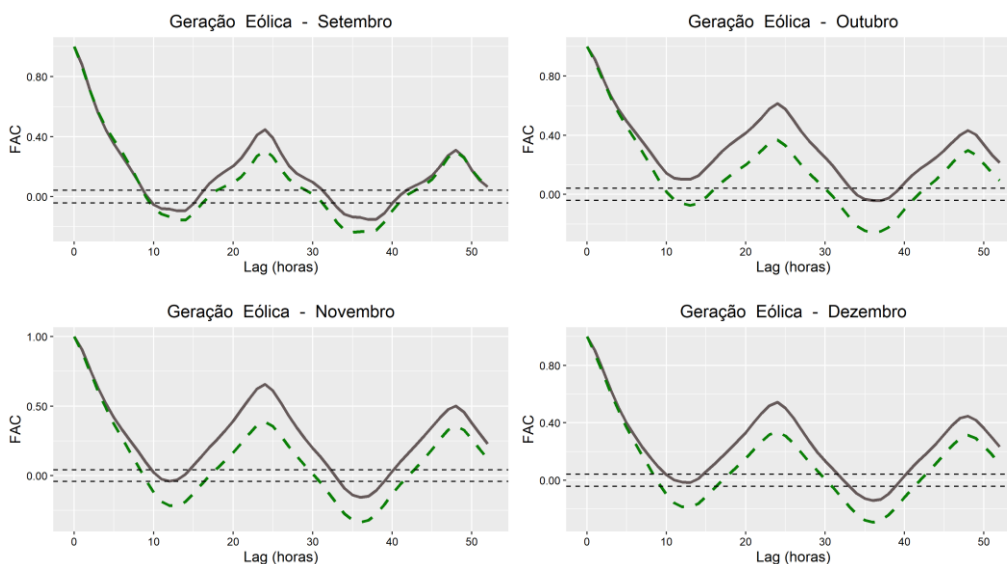 Geração Eólica - Setembro
FAC
0.80
0.40
0.00
0 10 20 30 40 50
Lag (horas)
Geração Eólica - Outubro
FAC
0.80
0.40
0.00
0 10 20 30 40 50
Lag (horas)
Geração Eólica - Novembro
FAC
1.00
0.50
0.00
0 10 20 30 40 50
Lag (horas)
Geração Eólica - Dezembro
FAC
0.80
0.40
0.00
0 10 20 30 40 50
Lag (horas)